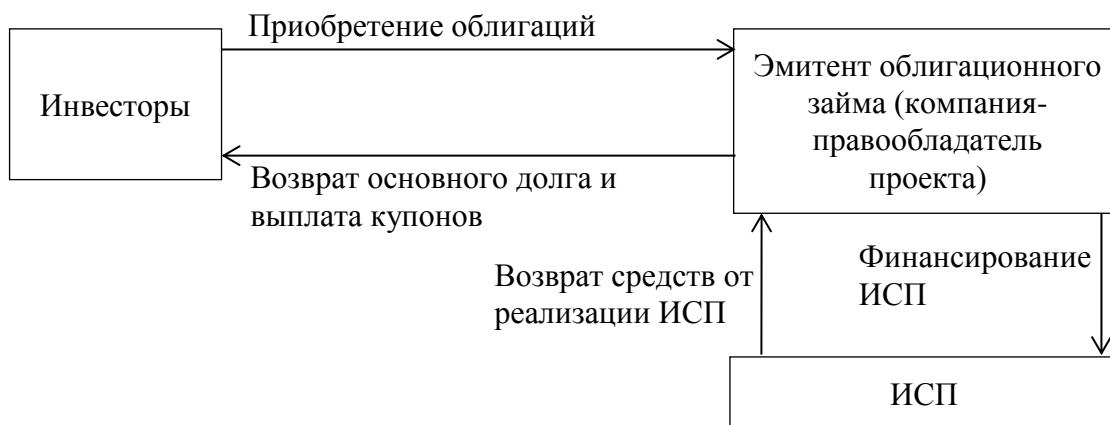 Приобретение облигаций
Инвесторы
Эмитент облигационного
займа (компания-
правообладатель
проекта)
Возврат основного долга и
выплата купонов
Возврат средств от
реализации ИСП
Финансирование
ИСП
ИСП